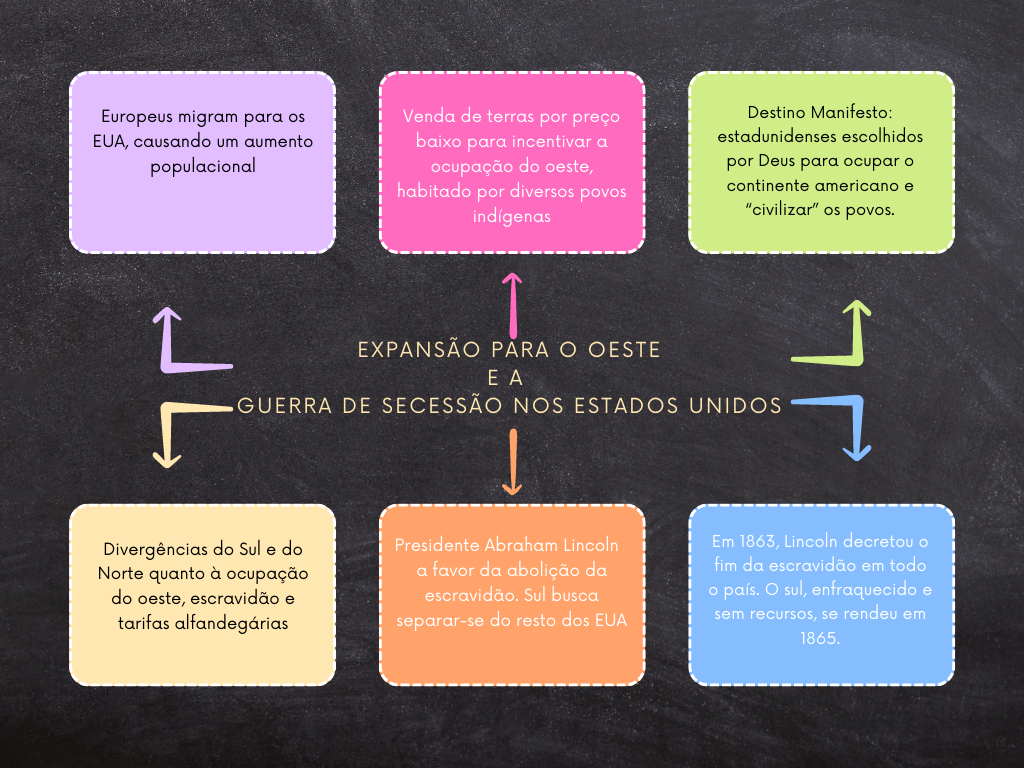 Europeus migram para os
EUA, causando um aumento
populacional
Venda de terras por preço
baixo para incentivar a
ocupação do oeste,
habitado por diversos povos
indígenas
Destino Manifesto:
estadunidenses escolhidos
por Deus para ocupar o
continente americano e
“civilizar” os povos.
EXPANSÃO PARA O OESTE
E A
GUERRA DE SECESSÃO NOS ESTADOS UNIDOS
Divergências do Sul e do
Norte quanto à ocupação
do oeste, escravidão e
tarifas alfandegárias
Presidente Abraham Lincoln
a favor da abolição da
escravidão. Sul busca
separar-se do resto dos EUA
Em 1863, Lincoln decretou o
fim da escravidão em todo
o país. O sul, enfraquecido e
sem recursos, se rendeu em
1865.